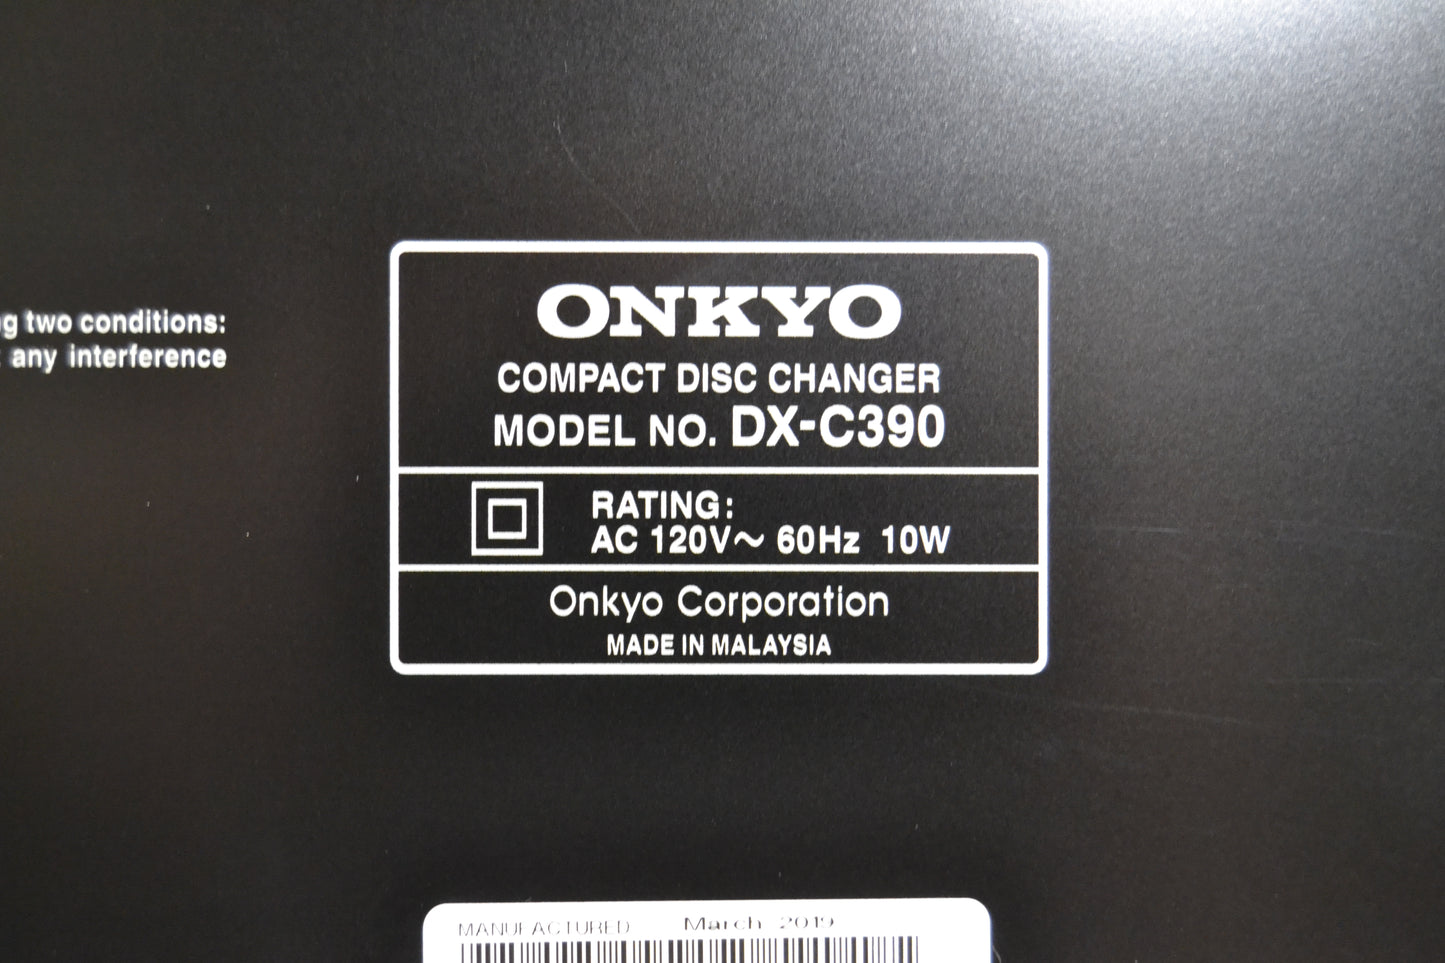 g two conditions:
any interference
ONKYO
COMPACT DISC CHANGER
MODEL NO. DX-C390
RATING:
AC 120V～ 60Hz 10W
Onkyo Corporation
MADE IN MALAYSIA
MANUFACTURED March 2019